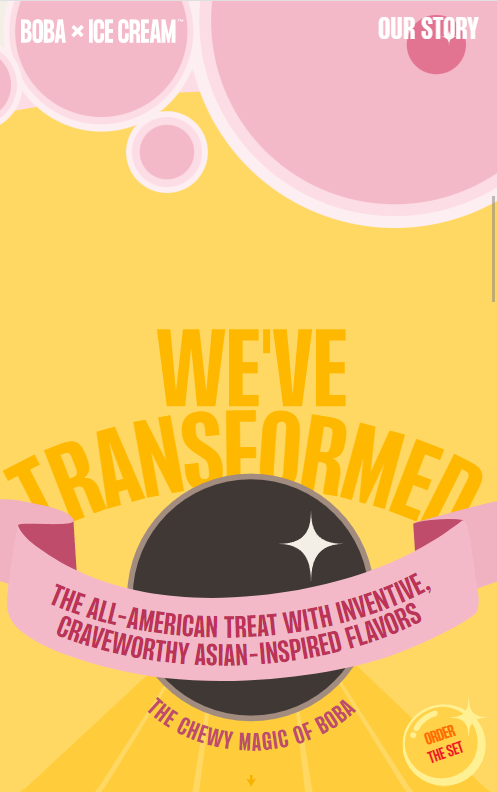 BOBA × ICE CREAM™
OUR STORY
WE'VE
TRANSFORMED
THE ALL-AMERICAN TREAT WITH INVENTIVE,
CRAVEWORTHY ASIAN-INSPIRED FLAVORS
THE CHEWY MAGIC OF BOBA
ORDER
THE SET